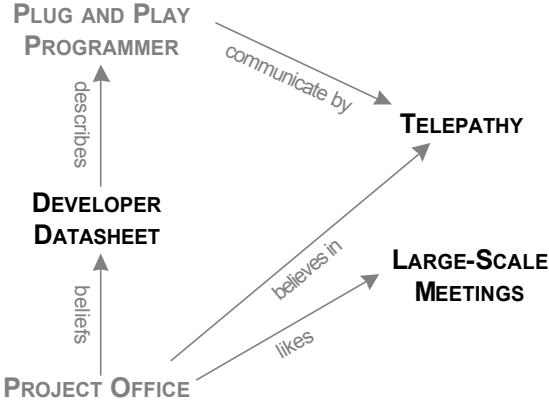 PLUG AND PLAY
PROGRAMMER
communicate by
TELEPATHY
describes
DEVELOPER
DATASHEET
believes in
LARGE-SCALE
MEETINGS
beliefs
likes
PROJECT OFFICE